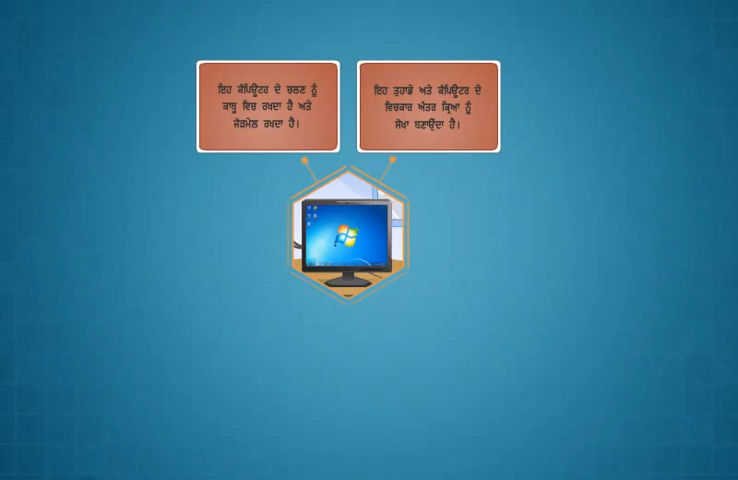 ਇਹ ਕੰਪਿਊਟਰ ਦੇ ਚਲਣ ਨੂੰ
ਕਾਬੂ ਵਿਚ ਰਖਦਾ ਹੈ ਅਤੇ
ਜੋੜਮੇਲ ਰਖਦਾ ਹੈ।
ਇਹ ਤੁਹਾਡੇ ਅਤੇ ਕੰਪਿਊਟਰ ਦੇ
ਵਿਚਕਾਰ ਅੰਤਰ ਕ੍ਰਿਆ ਨੂੰ
ਸੌਖਾ ਬਣਾਉਂਦਾ ਹੈ।